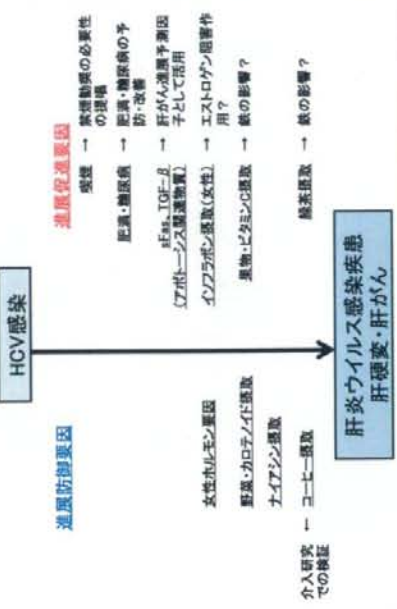 HCV感染
進展防御要因
女性ホルモン要因
野菜・カロテノイド摂取
ナイアシン摂取
介入研究 ← コーヒー摂取
での検証
進展促進要因
喫煙 → 禁煙勧奨の必要性
の提唱
肥満・糖尿病 → 肥満・糖尿病の予
防・改善
sFas, TGF-β → 肝がん進展予測因
(アポトーシス関連物質) 子として活用
イソフラボン摂取(女性) → エストロゲン阻害作
用?
果物・ビタミンC摂取 → 鉄の影響?
緑茶摂取 → 鉄の影響?
肝炎ウイルス感染疾患
肝硬変・肝がん